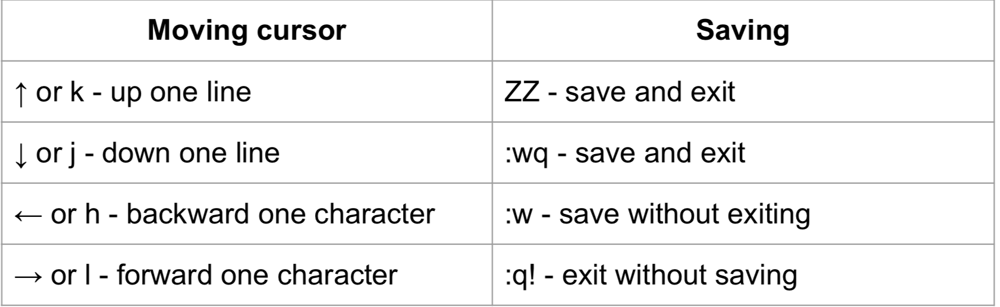 Moving cursor
Saving
↑ or k - up one line
ZZ - save and exit
↓ or j - down one line
:wq - save and exit
← or h - backward one character
:w - save without exiting
→ or l - forward one character
:q! - exit without saving